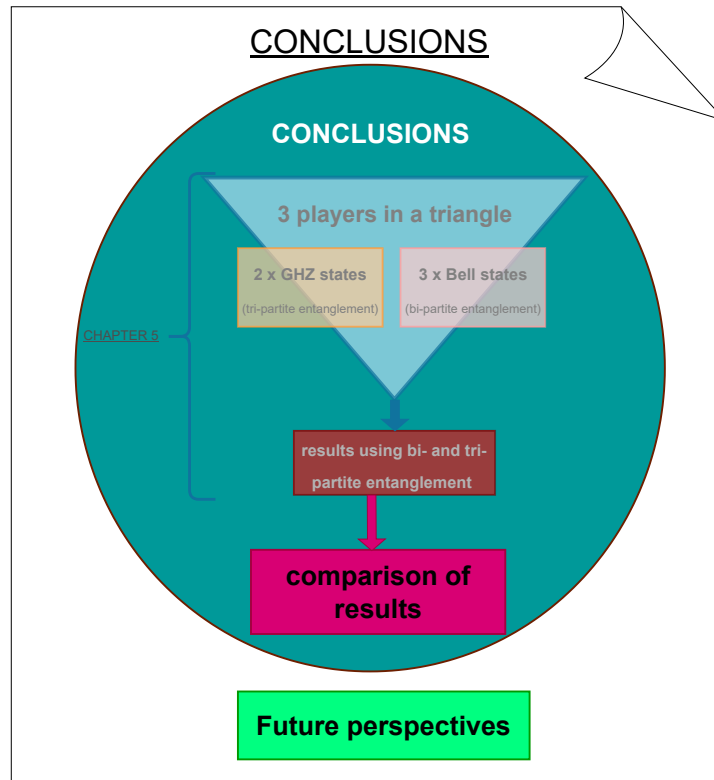 CONCLUSIONS
CONCLUSIONS
3 players in a triangle
2 x GHZ states
(tri-partite entanglement)
3 x Bell states
(bi-partite entanglement)
CHAPTER 5
results using bi- and tri-
partite entanglement
comparison of
results
Future perspectives